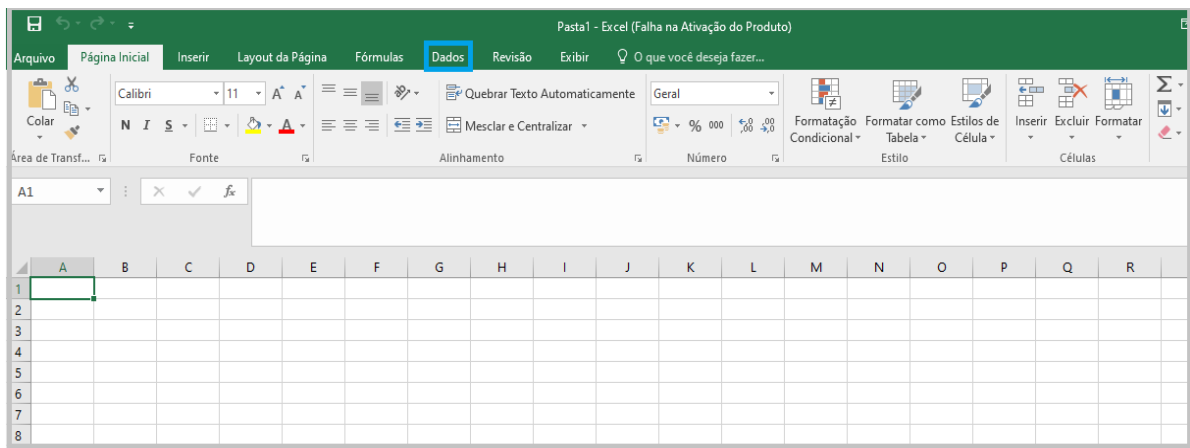 Pasta1 - Excel (Falha na Ativação do Produto)
Arquivo Página Inicial Inserir Layout da Página Fórmulas Dados Revisão Exibir O que você deseja fazer...
Calibri 11 A A Quebrar Texto Automaticamente Geral
Colar N I S A Mesclar e Centralizar % 000 ,00 ,0 Formatação Condicional Formatar como Tabela Estilos de Célula Inserir Excluir Formatar
Área de Transf... Fonte Alinhamento Número Estilo Células
A1 fx
A B C D E F G H I J K L M N O P Q R
1
2
3
4
5
6
7
8